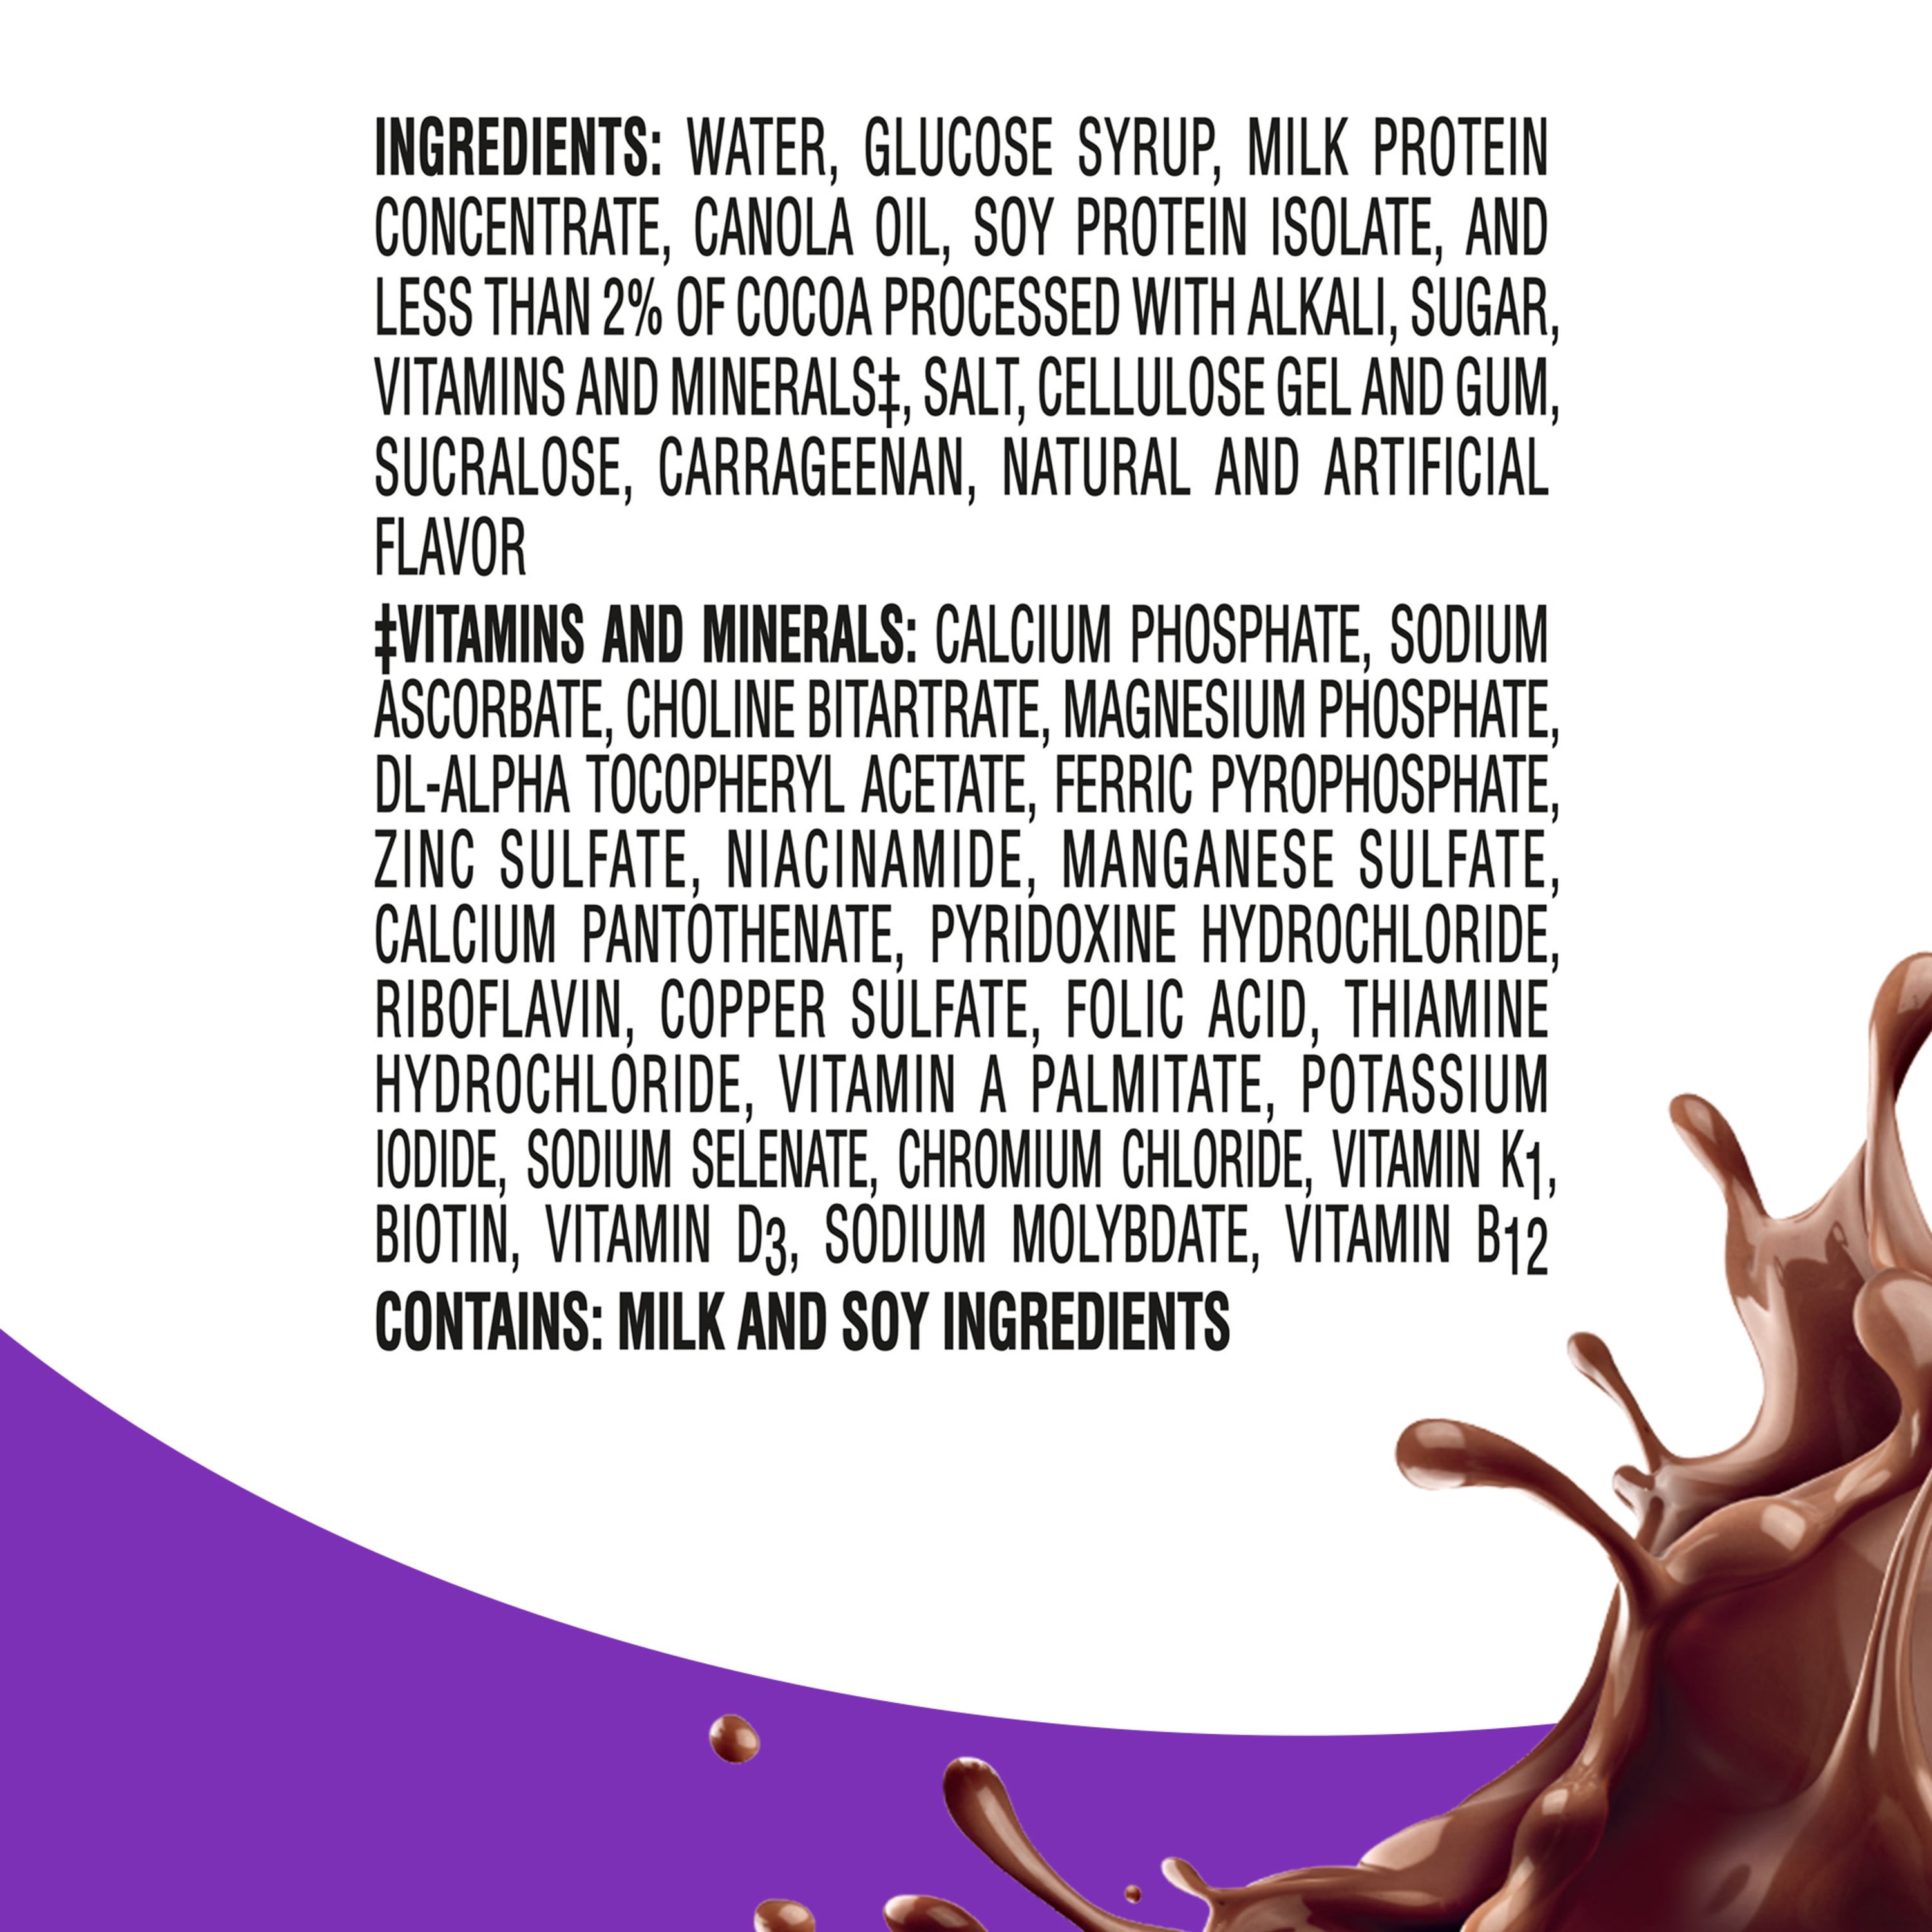 INGREDIENTS: WATER, GLUCOSE SYRUP, MILK PROTEIN
CONCENTRATE, CANOLA OIL, SOY PROTEIN ISOLATE, AND
LESS THAN 2% OF COCOA PROCESSED WITH ALKALI, SUGAR,
VITAMINS AND MINERALS‡, SALT, CELLULOSE GEL AND GUM,
SUCRALOSE, CARRAGEENAN, NATURAL AND ARTIFICIAL
FLAVOR
‡VITAMINS AND MINERALS: CALCIUM PHOSPHATE, SODIUM
ASCORBATE, CHOLINE BITARTRATE, MAGNESIUM PHOSPHATE,
DL-ALPHA TOCOPHERYL ACETATE, FERRIC PYROPHOSPHATE,
ZINC SULFATE, NIACINAMIDE, MANGANESE SULFATE,
CALCIUM PANTOTHENATE, PYRIDOXINE HYDROCHLORIDE,
RIBOFLAVIN, COPPER SULFATE, FOLIC ACID, THIAMINE
HYDROCHLORIDE, VITAMIN A PALMITATE, POTASSIUM
IODIDE, SODIUM SELENATE, CHROMIUM CHLORIDE, VITAMIN K1,
BIOTIN, VITAMIN D3, SODIUM MOLYBDATE, VITAMIN B12
CONTAINS: MILK AND SOY INGREDIENTS